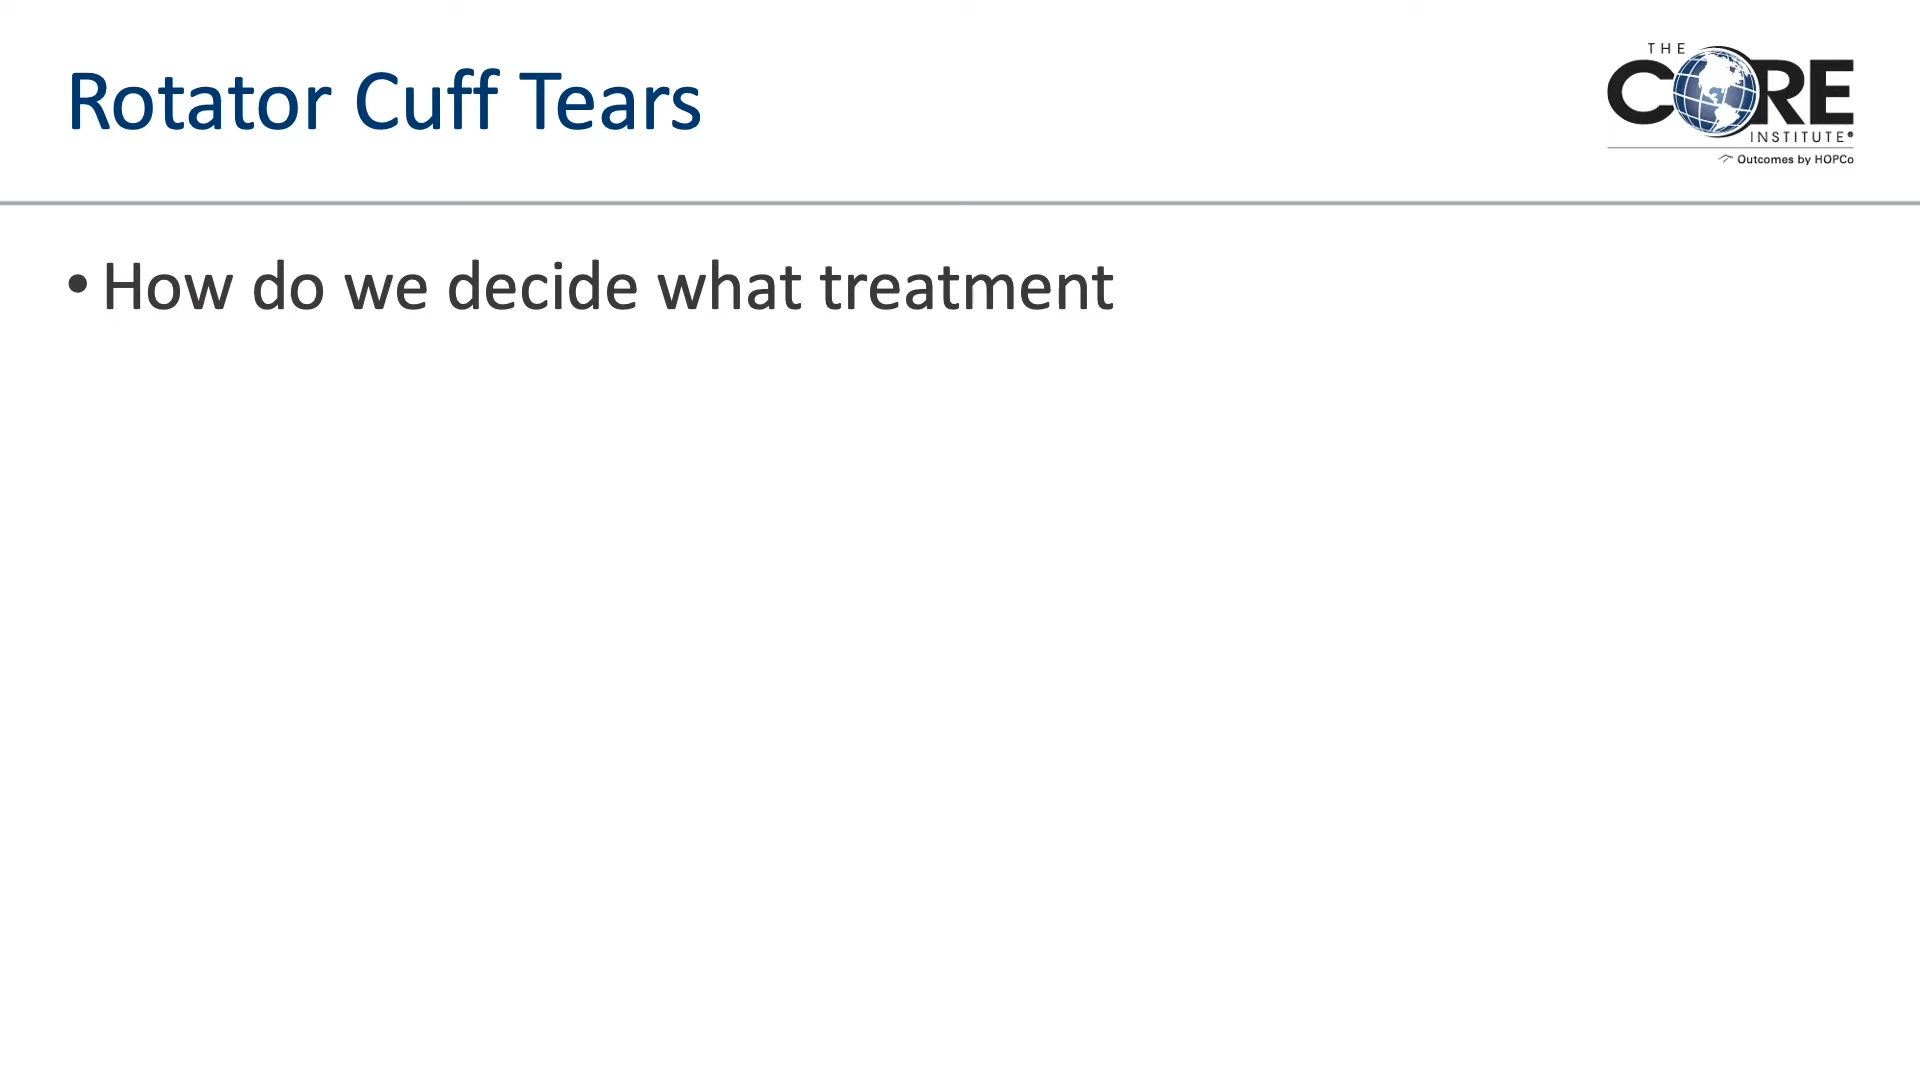 Rotator Cuff Tears
THE
CORE
INSTITUTE®
Outcomes by HOPCo
• How do we decide what treatment